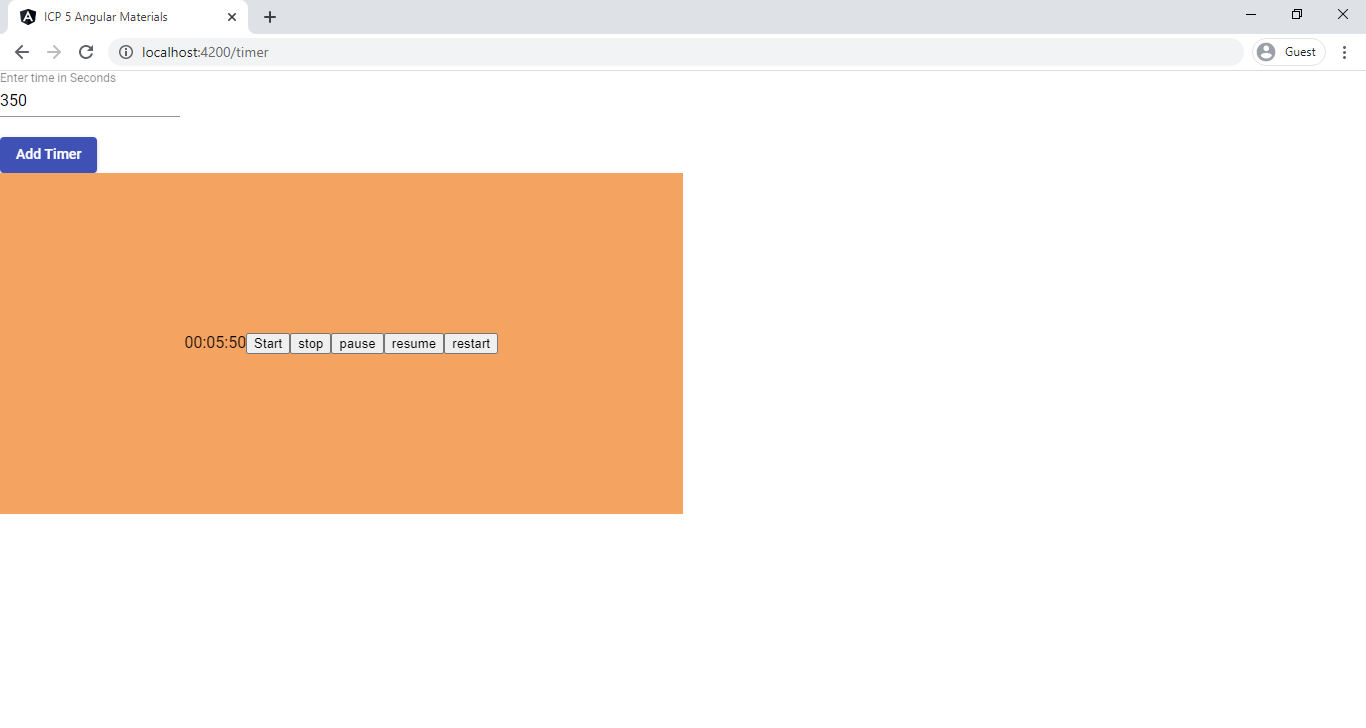 ICP 5 Angular Materials
localhost:4200/timer
Guest
Enter time in Seconds
350
Add Timer
00:05:50 Start stop pause resume restart